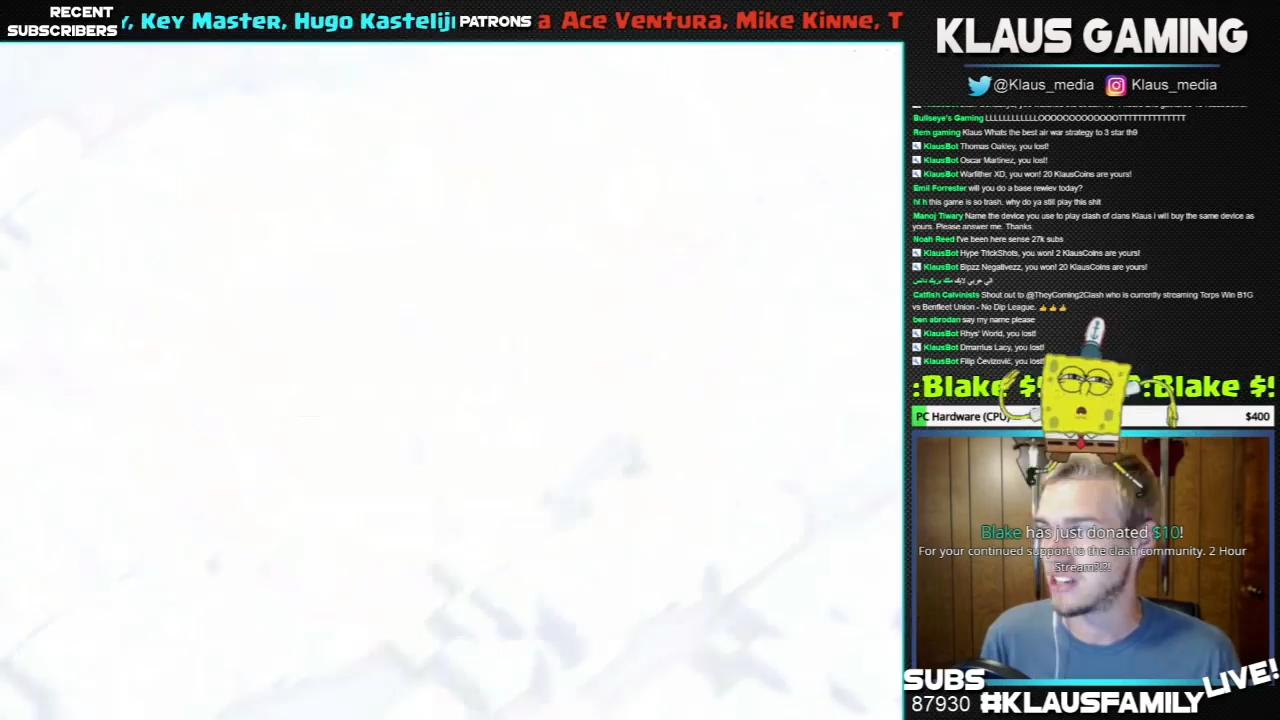 RECENT
SUBSCRIBERS
, Key Master, Hugo Kastelij
PATRONS
a Ace Ventura, Mike Kinne, T
KLAUS GAMING
@Klaus_media Klaus_media
Bullseye's Gaming LLLLLLLLLLLLOOOOOOOOOOOOOTTTTTTTTTTTTTT
Rem gaming Klaus Whats the best air war strategy to 3 star th9
KlausBot Thomas Oakley, you lost!
KlausBot Oscar Martinez, you lost!
KlausBot Warfither XD, you won! 20 KlausCoins are yours!
Emil Forrester will you do a base rewiev today?
hi h this game is so trash. why do ya still play this shit
Manoj Tiwary Name the device you use to play clash of clans Klaus i will buy the same device as
yours. Please answer me. Thanks.
Noah Reed I've been here sense 27k subs
KlausBot Hype TrickShots, you won! 2 KlausCoins are yours!
KlausBot Bipzz Negativezz, you won! 20 KlausCoins are yours!
Catfish Calvinists Shout out to @TheyComing2Clash who is currently streaming Terps Win B1G
vs Benfleet Union - No Dip League. 👍👍👍
ben abrodan say my name please
KlausBot Rhys' World, you lost!
KlausBot Dmarrius Lacy, you lost!
KlausBot Filip Čevizović, you lost!
:Blake $ :Blake $
PC Hardware (CPU) $400
Blake has just donated $10!
For your continued support to the clash community. 2 Hour
Stream?!?!
SUBS
87930 #KLAUSFAMILY LIVE!